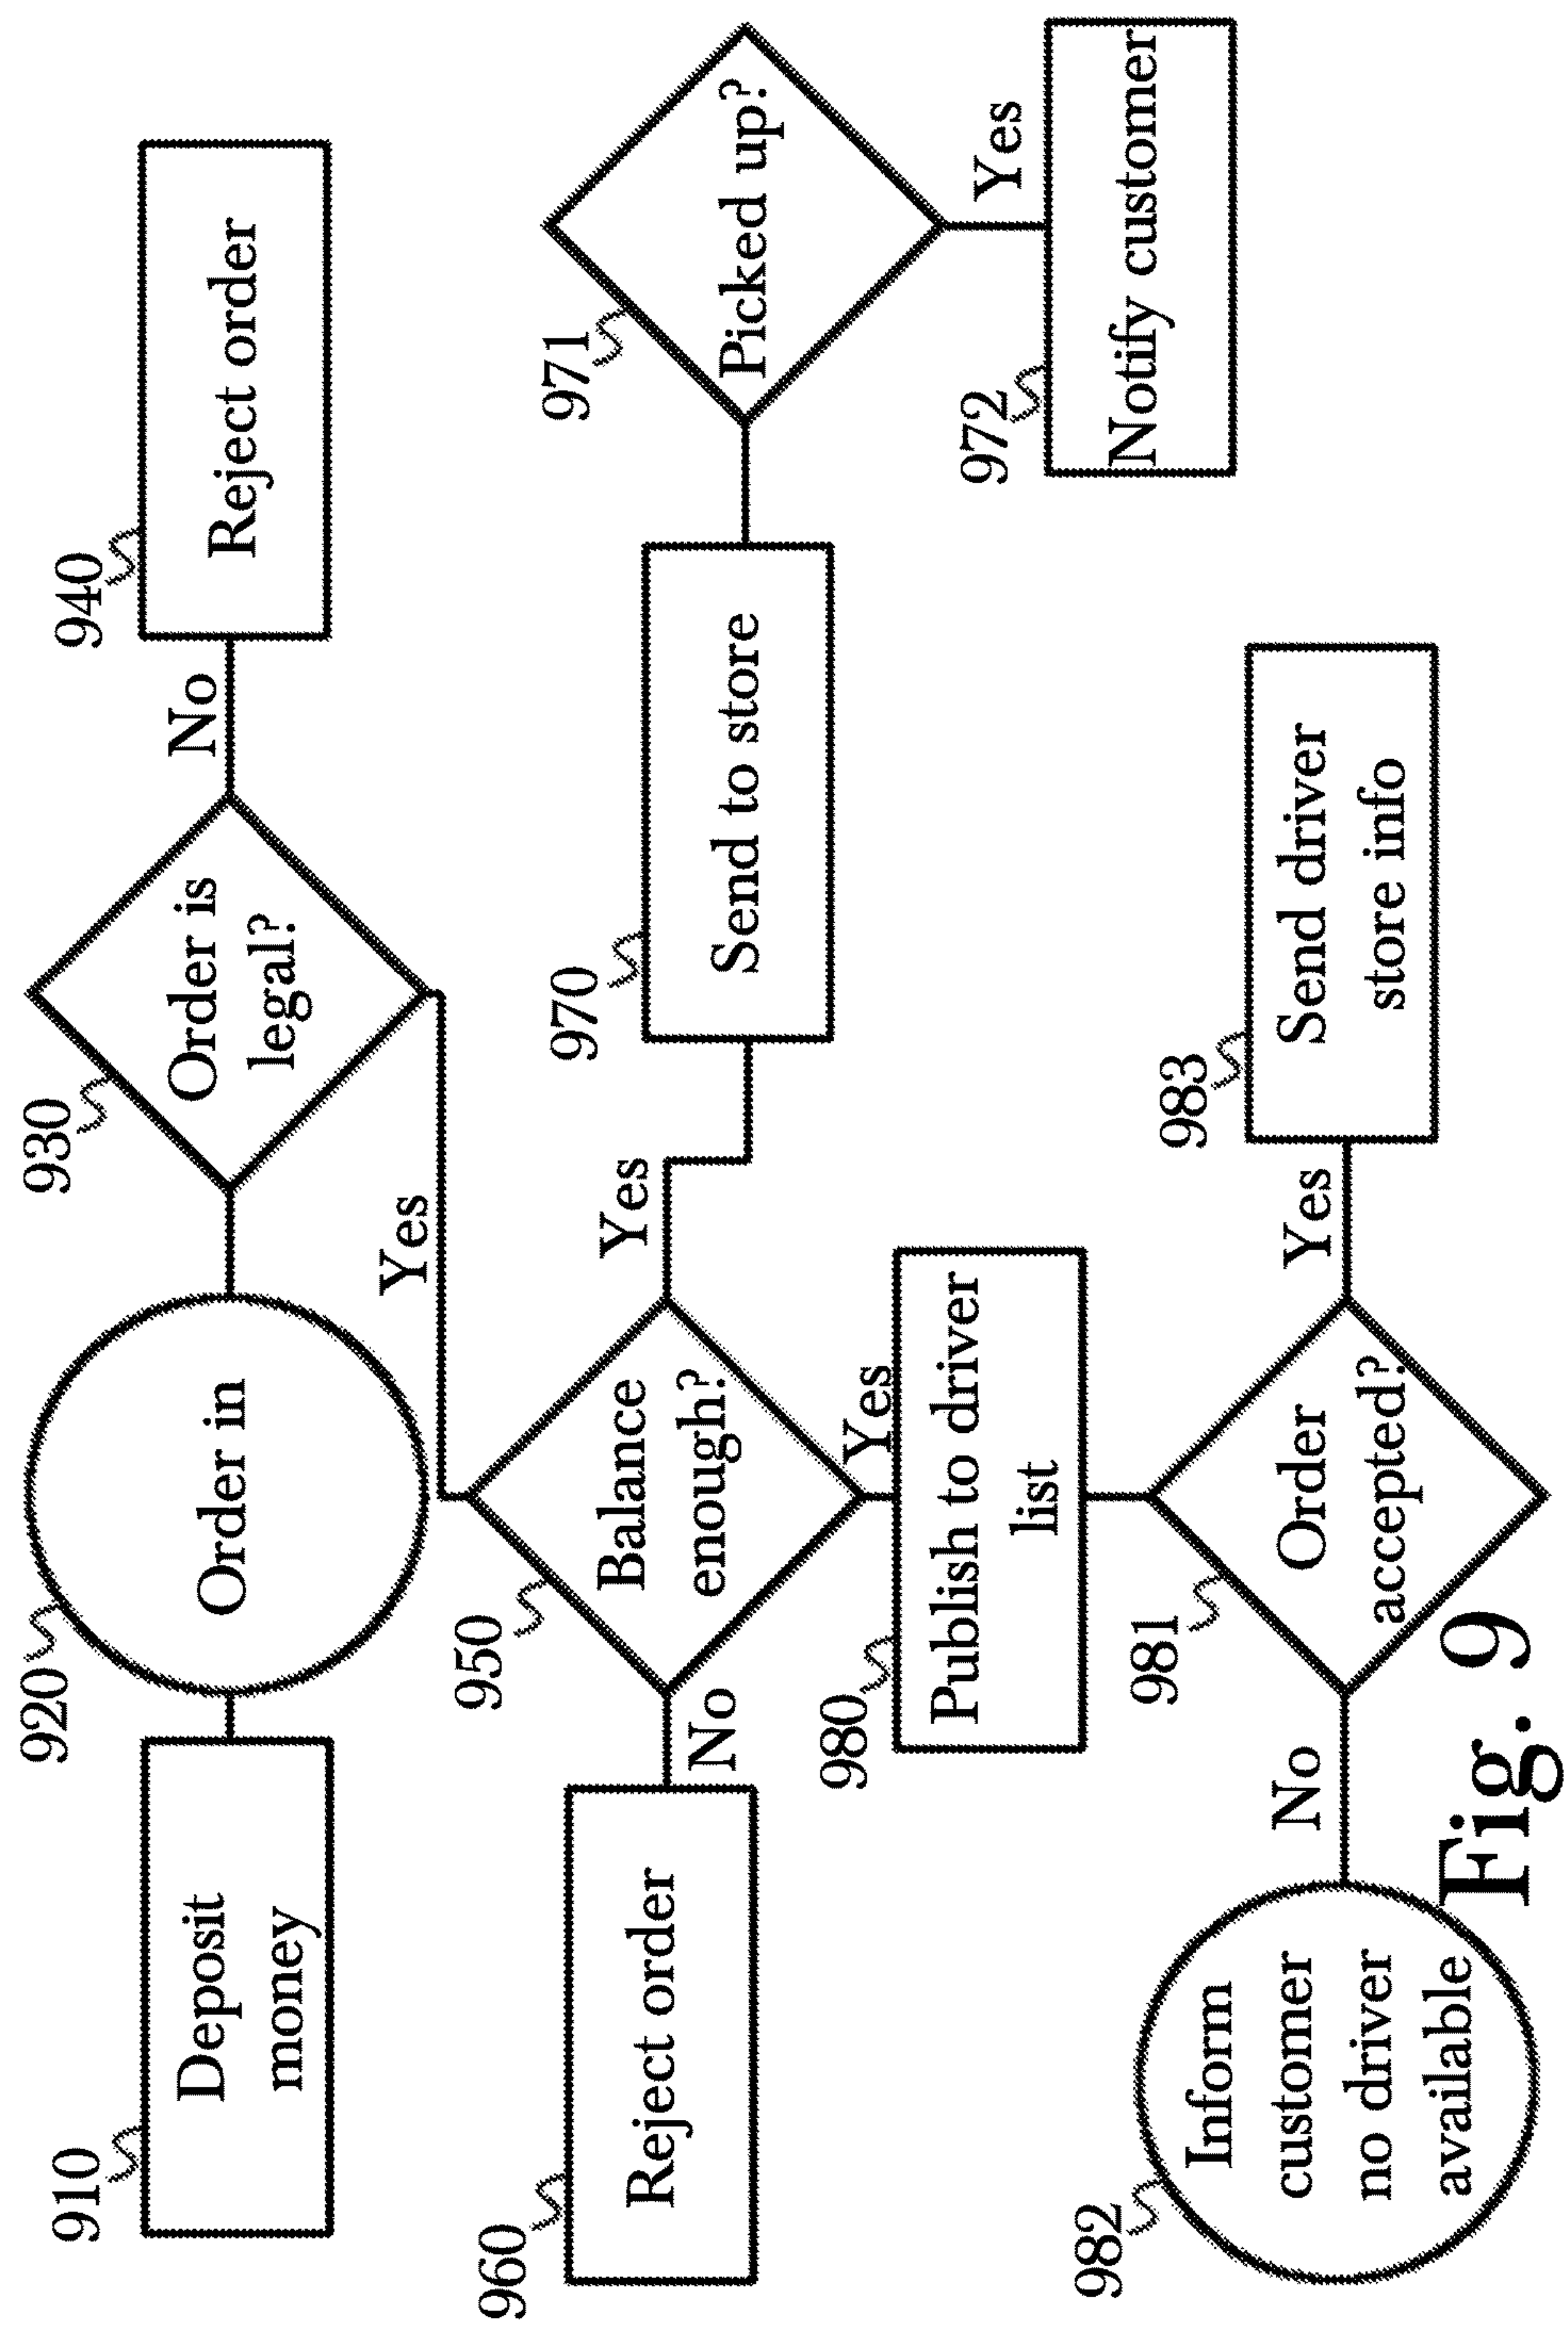 910
Deposit
money
920
Order in
930
Order is
legal?
No
940
Reject order
Yes
960
Reject order
No
950
Balance
enough?
Yes
970
Send to store
971
Picked up?
Yes
972
Notify customer
Yes
980
Publish to driver
list
982
Inform
customer
no driver
available
No
981
Order
accepted?
Yes
983
Send driver
store info
Fig. 9